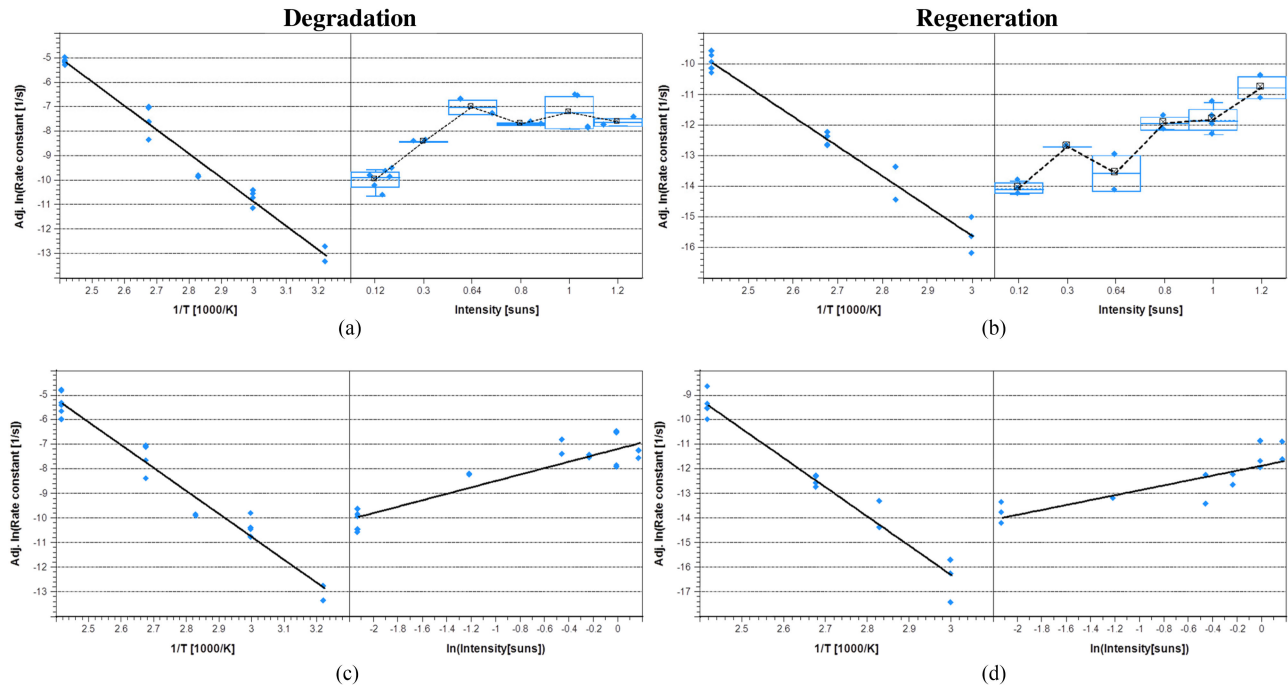 Degradation
Regeneration
Adj. ln(Rate constant [1/s])
-5
-6
-7
-8
-9
-10
-11
-12
-13
2.5 2.6 2.7 2.8 2.9 3 3.1 3.2
1/T [1000/K]
0.12 0.3 0.64 0.8 1 1.2
Intensity [suns]
(a)
Adj. ln(Rate constant [1/s])
-10
-11
-12
-13
-14
-15
-16
2.5 2.6 2.7 2.8 2.9 3
1/T [1000/K]
0.12 0.3 0.64 0.8 1 1.2
Intensity [suns]
(b)
Adj. ln(Rate constant [1/s])
-5
-6
-7
-8
-9
-10
-11
-12
-13
2.5 2.6 2.7 2.8 2.9 3 3.1 3.2
1/T [1000/K]
-2 -1.8 -1.6 -1.4 -1.2 -1 -0.8 -0.6 -0.4 -0.2 0
ln(Intensity[suns])
(c)
Adj. ln(Rate constant [1/s])
-9
-10
-11
-12
-13
-14
-15
-16
-17
2.5 2.6 2.7 2.8 2.9 3
1/T [1000/K]
-2 -1.8 -1.6 -1.4 -1.2 -1 -0.8 -0.6 -0.4 -0.2 0
ln(Intensity[suns])
(d)